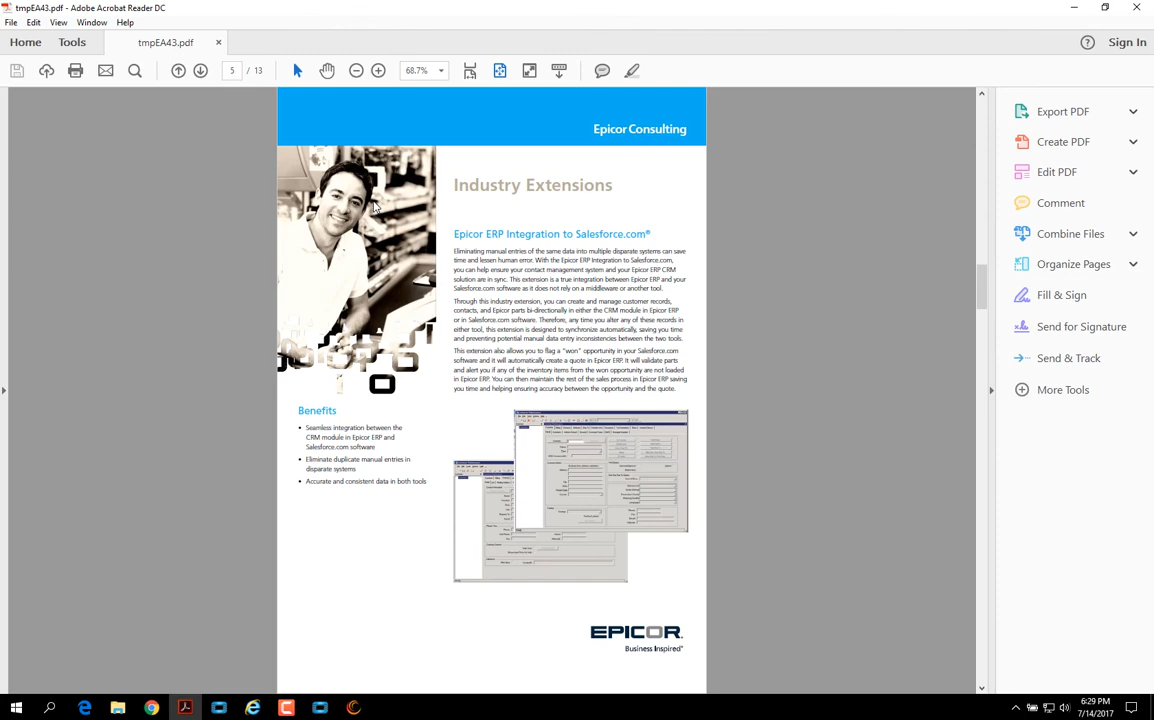 tmpEA43.pdf - Adobe Acrobat Reader DC
File Edit View Window Help
Home Tools tmpEA43.pdf × Sign In
5 / 13 68.7%
Epicor Consulting
Industry Extensions
Epicor ERP Integration to Salesforce.com®
Eliminating manual entries of the same data into multiple disparate systems can save
time and lessen human error. With the Epicor ERP Integration to Salesforce.com,
you can help ensure your contact management system and your Epicor ERP CRM
solution are in sync. This extension is a true integration between Epicor ERP and your
Salesforce.com software as it does not rely on a middleware or another tool.
Through this industry extension, you can create and manage customer records,
contacts, and Epicor parts bi-directionally in either the CRM module in Epicor ERP
or in Salesforce.com software. Therefore, any time you alter any of these records in
either tool, this extension is designed to synchronize automatically, saving you time
and preventing potential manual data entry inconsistencies between the two tools.
This extension also allows you to flag a "won" opportunity in your Salesforce.com
software and it will automatically create a quote in Epicor ERP. It will validate parts
and alert you if any of the inventory items from the won opportunity are not loaded
in Epicor ERP. You can then maintain the rest of the sales process in Epicor ERP saving
you time and helping ensuring accuracy between the opportunity and the quote.
Benefits
• Seamless integration between the
CRM module in Epicor ERP and
Salesforce.com software
• Eliminate duplicate manual entries in
disparate systems
• Accurate and consistent data in both tools
EPICOR.
Business Inspired®
Export PDF
Create PDF
Edit PDF
Comment
Combine Files
Organize Pages
Fill & Sign
Send for Signature
Send & Track
More Tools
6:29 PM
7/14/2017